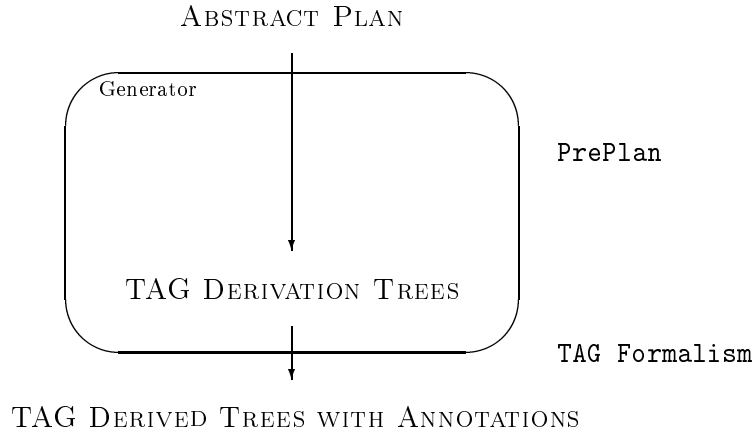 ABSTRACT PLAN
Generator
PrePlan
TAG DERIVATION TREES
TAG Formalism
TAG DERIVED TREES WITH ANNOTATIONS